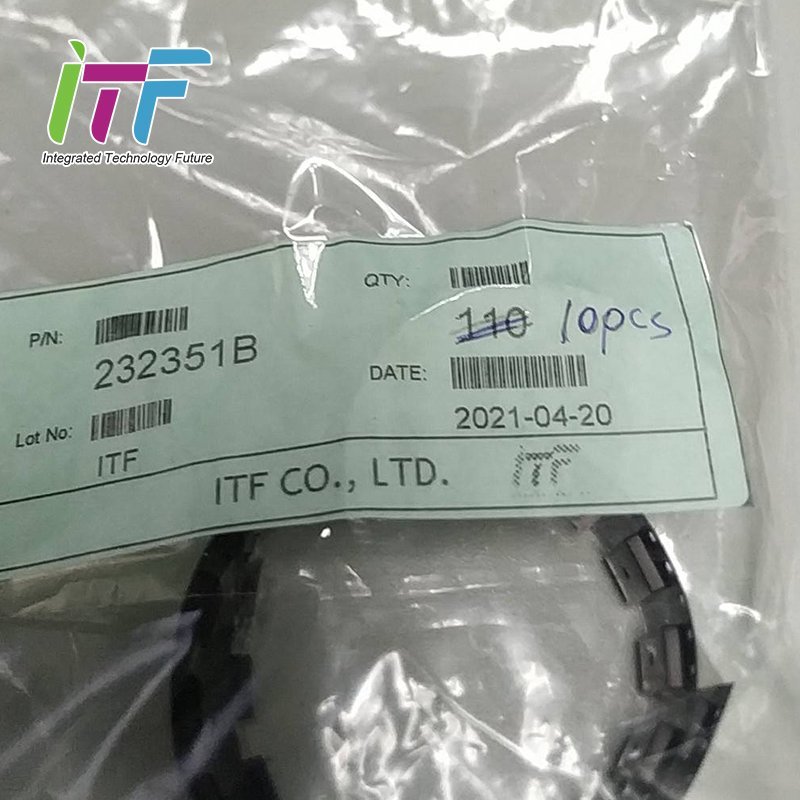 ITF
Integrated Technology Future
QTY:
110 10pcs
P/N:
232351B
DATE:
2021-04-20
Lot No:
ITF
ITF CO., LTD. ITF